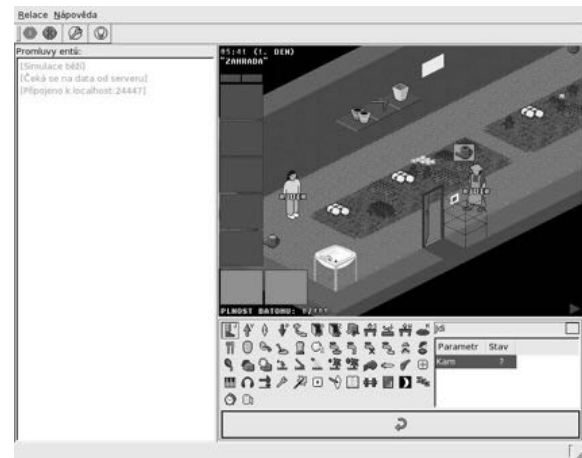 Relace Nápověda
Promluvy entů:
[Simulace běží]
[Čeká se na data od serveru]
[Připojeno k localhost:24447]
05:41 (1. DEN)
"ZAHRADA"
PLNOST BATOHU:
jdi
Parametr Stav
Kam ?